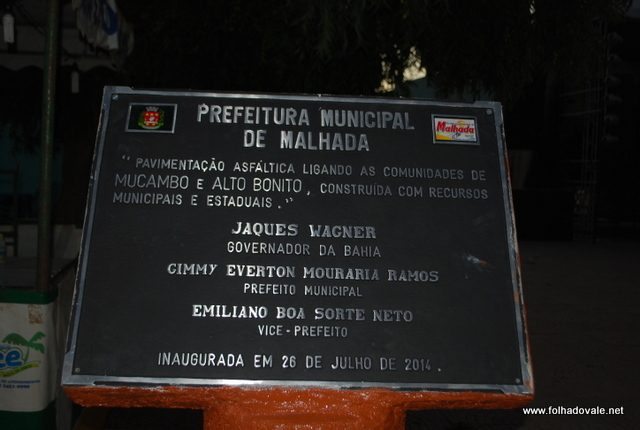 PREFEITURA MUNICIPAL
DE MALHADA
Malhada
"PAVIMENTAÇÃO ASFÁLTICA LIGANDO AS COMUNIDADES DE
MUCAMBO E ALTO BONITO, CONSTRUÍDA COM RECURSOS
MUNICIPAIS E ESTADUAIS."
JAQUES WAGNER
GOVERNADOR DA BAHIA
GIMMY EVERTON MOURARIA RAMOS
PREFEITO MUNICIPAL
EMILIANO BOA SORTE NETO
VICE-PREFEITO
INAUGURADA EM 26 DE JULHO DE 2014.
www.folhadovale.net